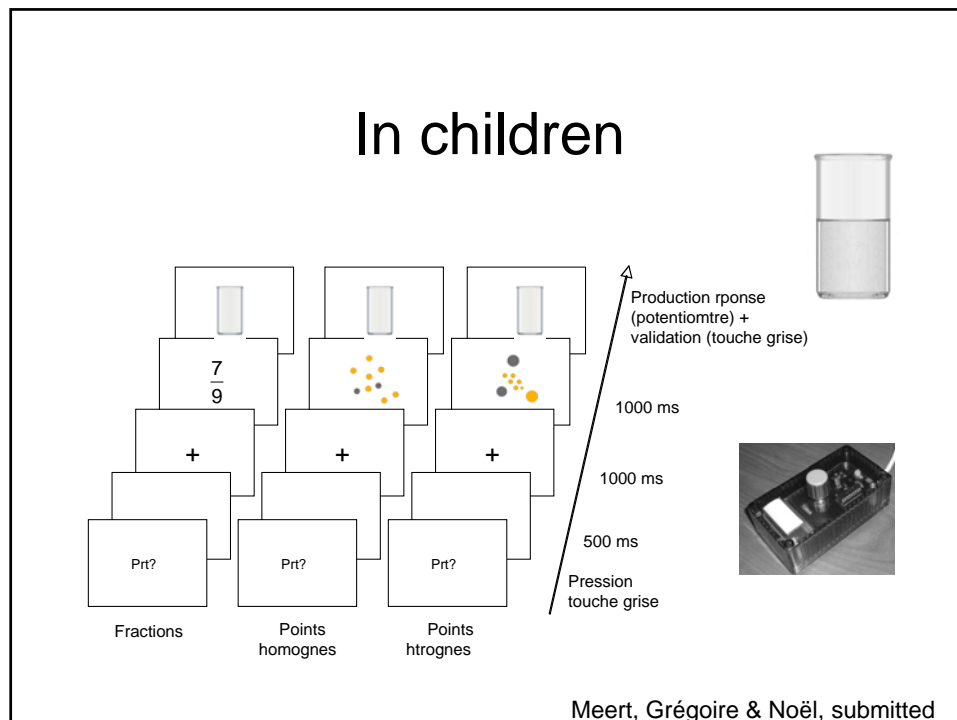 In children
Production rponse
(potentiomtre) +
validation (touche grise)
7
9
1000 ms
+
+
+
1000 ms
500 ms
Prt?
Prt?
Prt?
Pression
touche grise
Fractions
Points
homognes
Points
htrognes
Meert, Grégoire & Noël, submitted